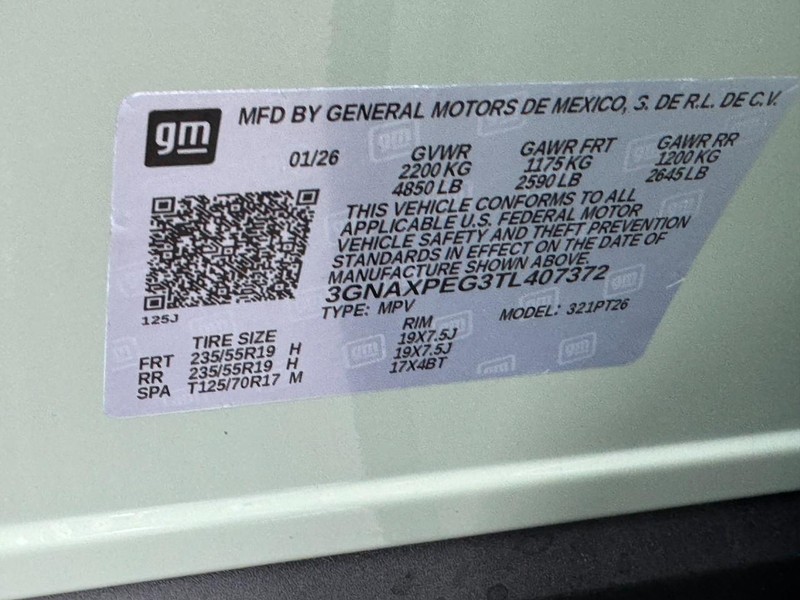 gm
MFD BY GENERAL MOTORS DE MEXICO, S. DE R.L. DE C.V.
01/26 GVWR GAWR FRT GAWR RR
2200 KG 1175 KG 1200 KG
4850 LB 2590 LB 2645 LB
THIS VEHICLE CONFORMS TO ALL
APPLICABLE U.S. FEDERAL MOTOR
VEHICLE SAFETY AND THEFT PREVENTION
STANDARDS IN EFFECT ON THE DATE OF
MANUFACTURE SHOWN ABOVE.
3GNAXPEG3TL407372
125J
TYPE: MPV MODEL: 321PT26
TIRE SIZE RIM
FRT 235/55R19 H 19X7.5J
RR 235/55R19 H 19X7.5J
SPA T125/70R17 M 17X4BT